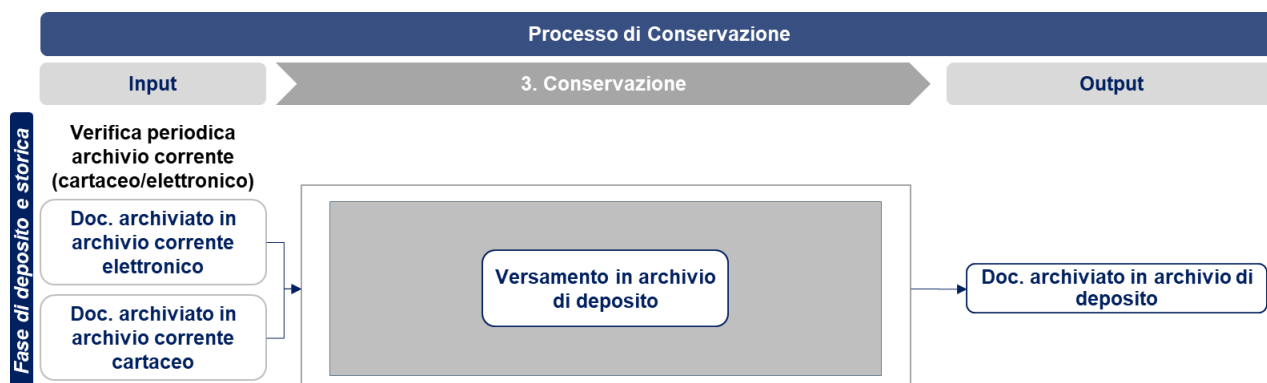 Processo di Conservazione
Input
3. Conservazione
Output
Fase di deposito e storica
Verifica periodica
archivio corrente
(cartaceo/elettronico)
Doc. archiviato in
archivio corrente
elettronico
Doc. archiviato in
archivio corrente
cartaceo
Versamento in archivio
di deposito
Doc. archiviato in archivio di
deposito